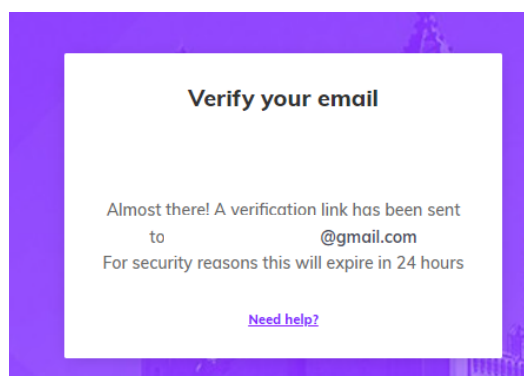 Verify your email
Almost there! A verification link has been sent
to @gmail.com
For security reasons this will expire in 24 hours
Need help?